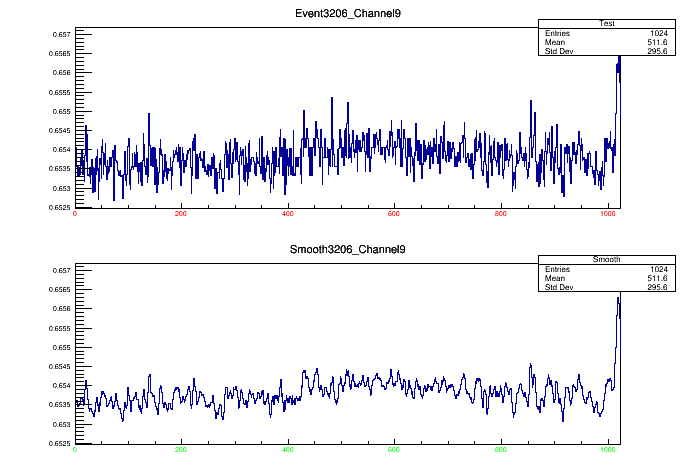 Event3206_Channel9
Test
Entries 1024
Mean 511.6
Std Dev 295.6
0.657
0.6565
0.656
0.6555
0.655
0.6545
0.654
0.6535
0.653
0.6525
0 200 400 600 800 1000
Smooth3206_Channel9
Smooth
Entries 1024
Mean 511.6
Std Dev 295.6
0.657
0.6565
0.656
0.6555
0.655
0.6545
0.654
0.6535
0.653
0.6525
0 200 400 600 800 1000